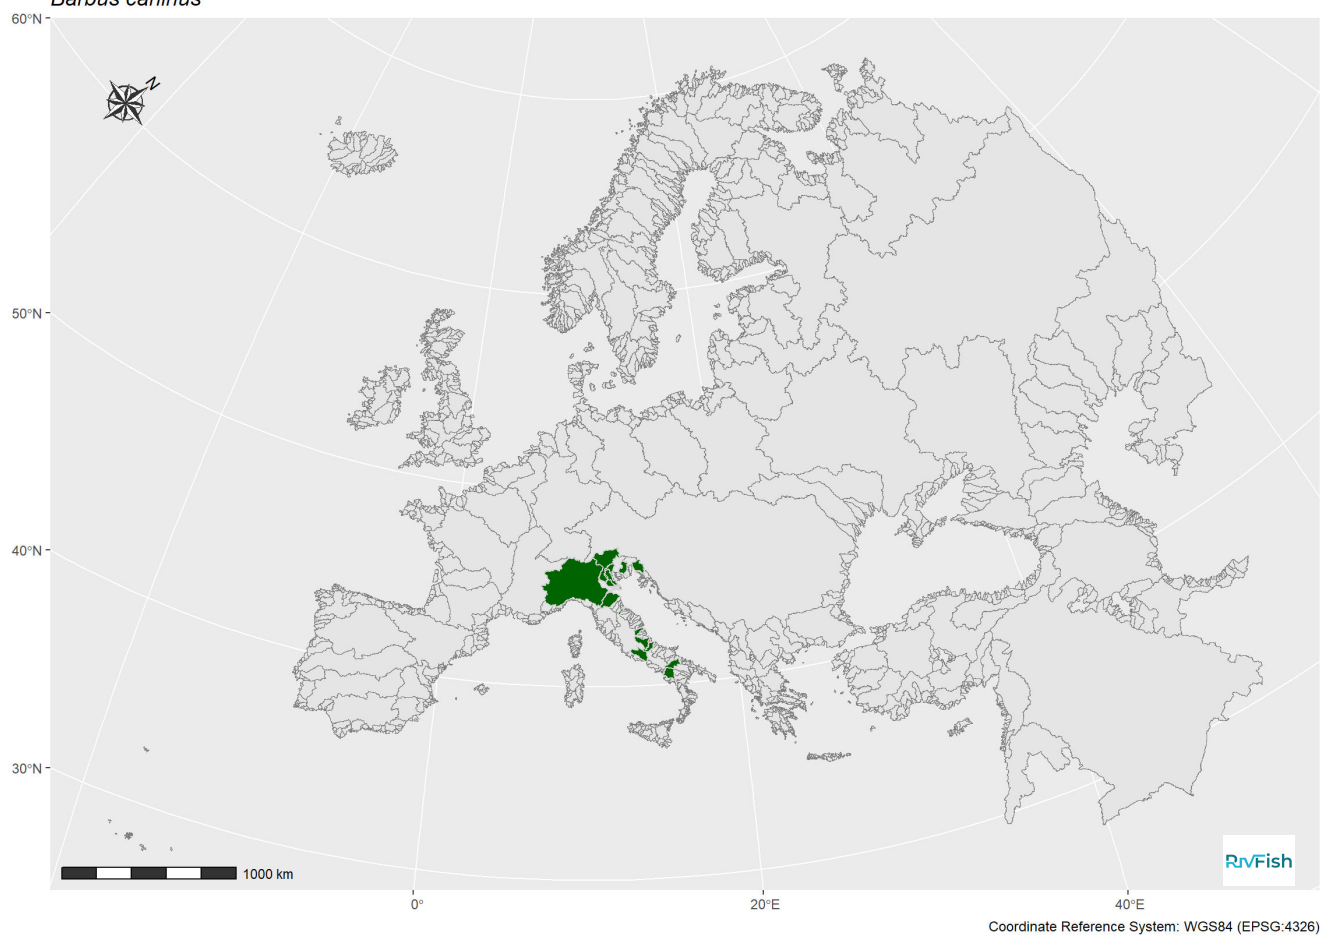 Barbus caninus
60°N
N
50°N
40°N
30°N
1000 km
RIVFish
0°
20°E
40°E
Coordinate Reference System: WGS84 (EPSG:4326)